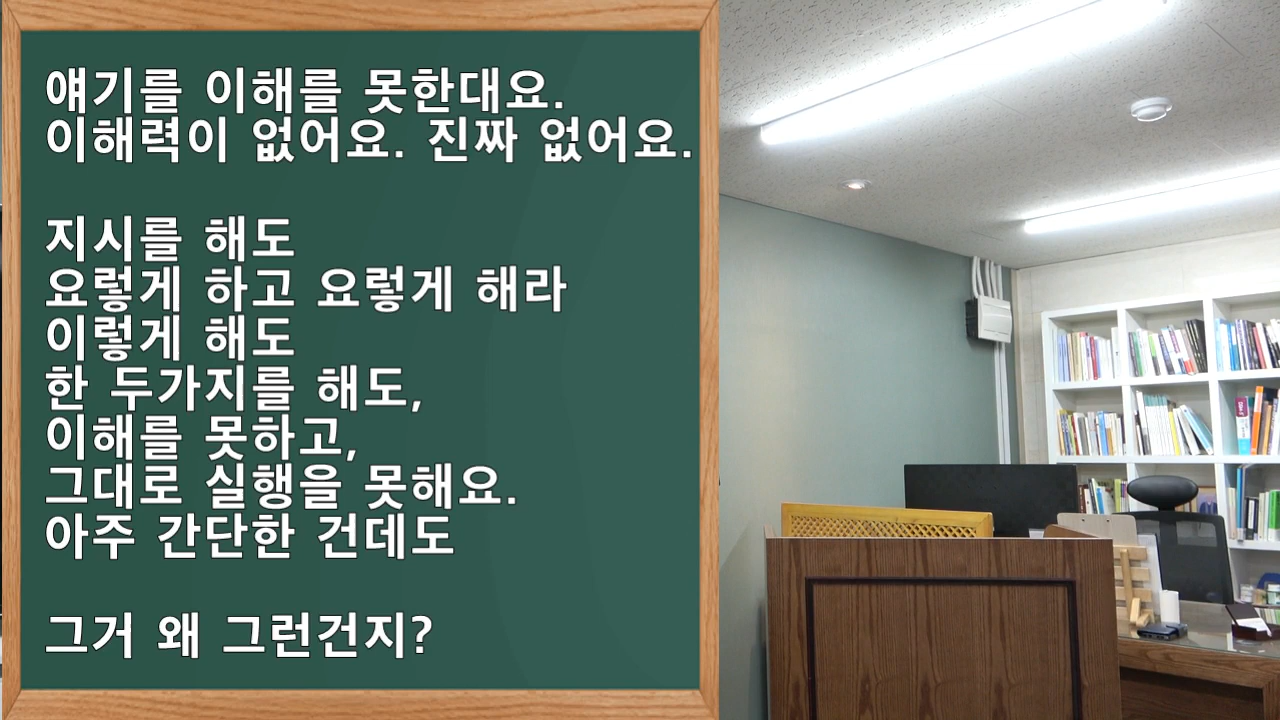 얘기를 이해를 못한대요.
이해력이 없어요. 진짜 없어요.
지시를 해도
요렇게 하고 요렇게 해라
이렇게 해도
한 두가지를 해도,
이해를 못하고,
그대로 실행을 못해요.
아주 간단한 건데도
그거 왜 그런건지?